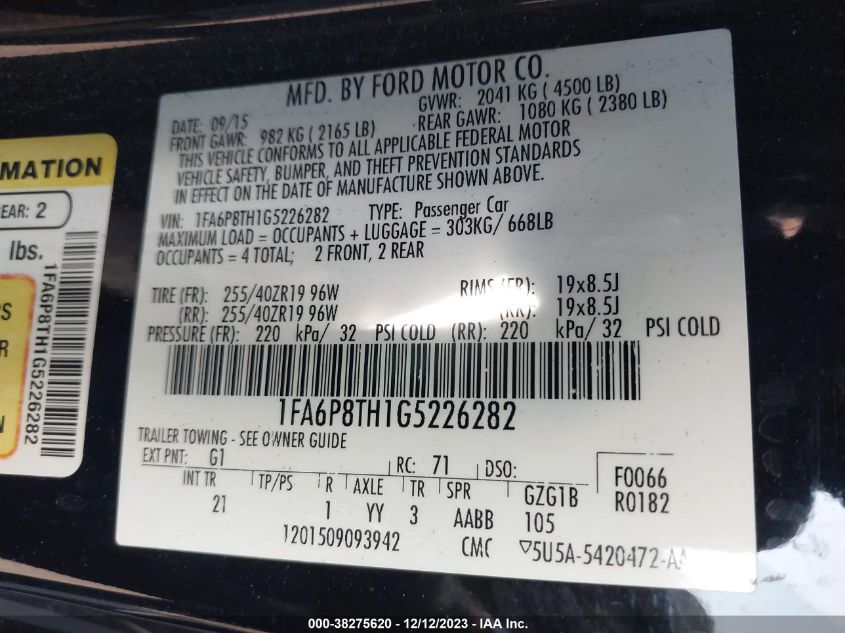 MFD. BY FORD MOTOR CO.
DATE: 09/15 GVWR: 2041 KG ( 4500 LB)
FRONT GAWR: 982 KG ( 2165 LB) REAR GAWR: 1080 KG ( 2380 LB)
THIS VEHICLE CONFORMS TO ALL APPLICABLE FEDERAL MOTOR
VEHICLE SAFETY, BUMPER, AND THEFT PREVENTION STANDARDS
IN EFFECT ON THE DATE OF MANUFACTURE SHOWN ABOVE.
VIN: 1FA6P8TH1G5226282 TYPE: Passenger Car
MAXIMUM LOAD = OCCUPANTS + LUGGAGE = 303KG/ 668LB
OCCUPANTS = 4 TOTAL; 2 FRONT, 2 REAR
TIRE (FR): 255/40ZR19 96W RIMS (FR): 19x8.5J
(RR): 255/40ZR19 96W (RR): 19x8.5J
PRESSURE (FR): 220 kPa/ 32 PSI COLD (RR): 220 kPa/ 32 PSI COLD
1FA6P8TH1G5226282
TRAILER TOWING - SEE OWNER GUIDE
EXT PNT: G1 RC: 71 DSO: F0066
R0182
INT TR TP/PS R AXLE TR SPR GZG1B
21 1 YY 3 AABB 105
1201509093942 CMC ▽5U5A-5420472-AA
MATION
EAR: 2
lbs.
1FA6P8TH1G5226282
RS
R
N
000-38275620 - 12/12/2023 - IAA Inc.